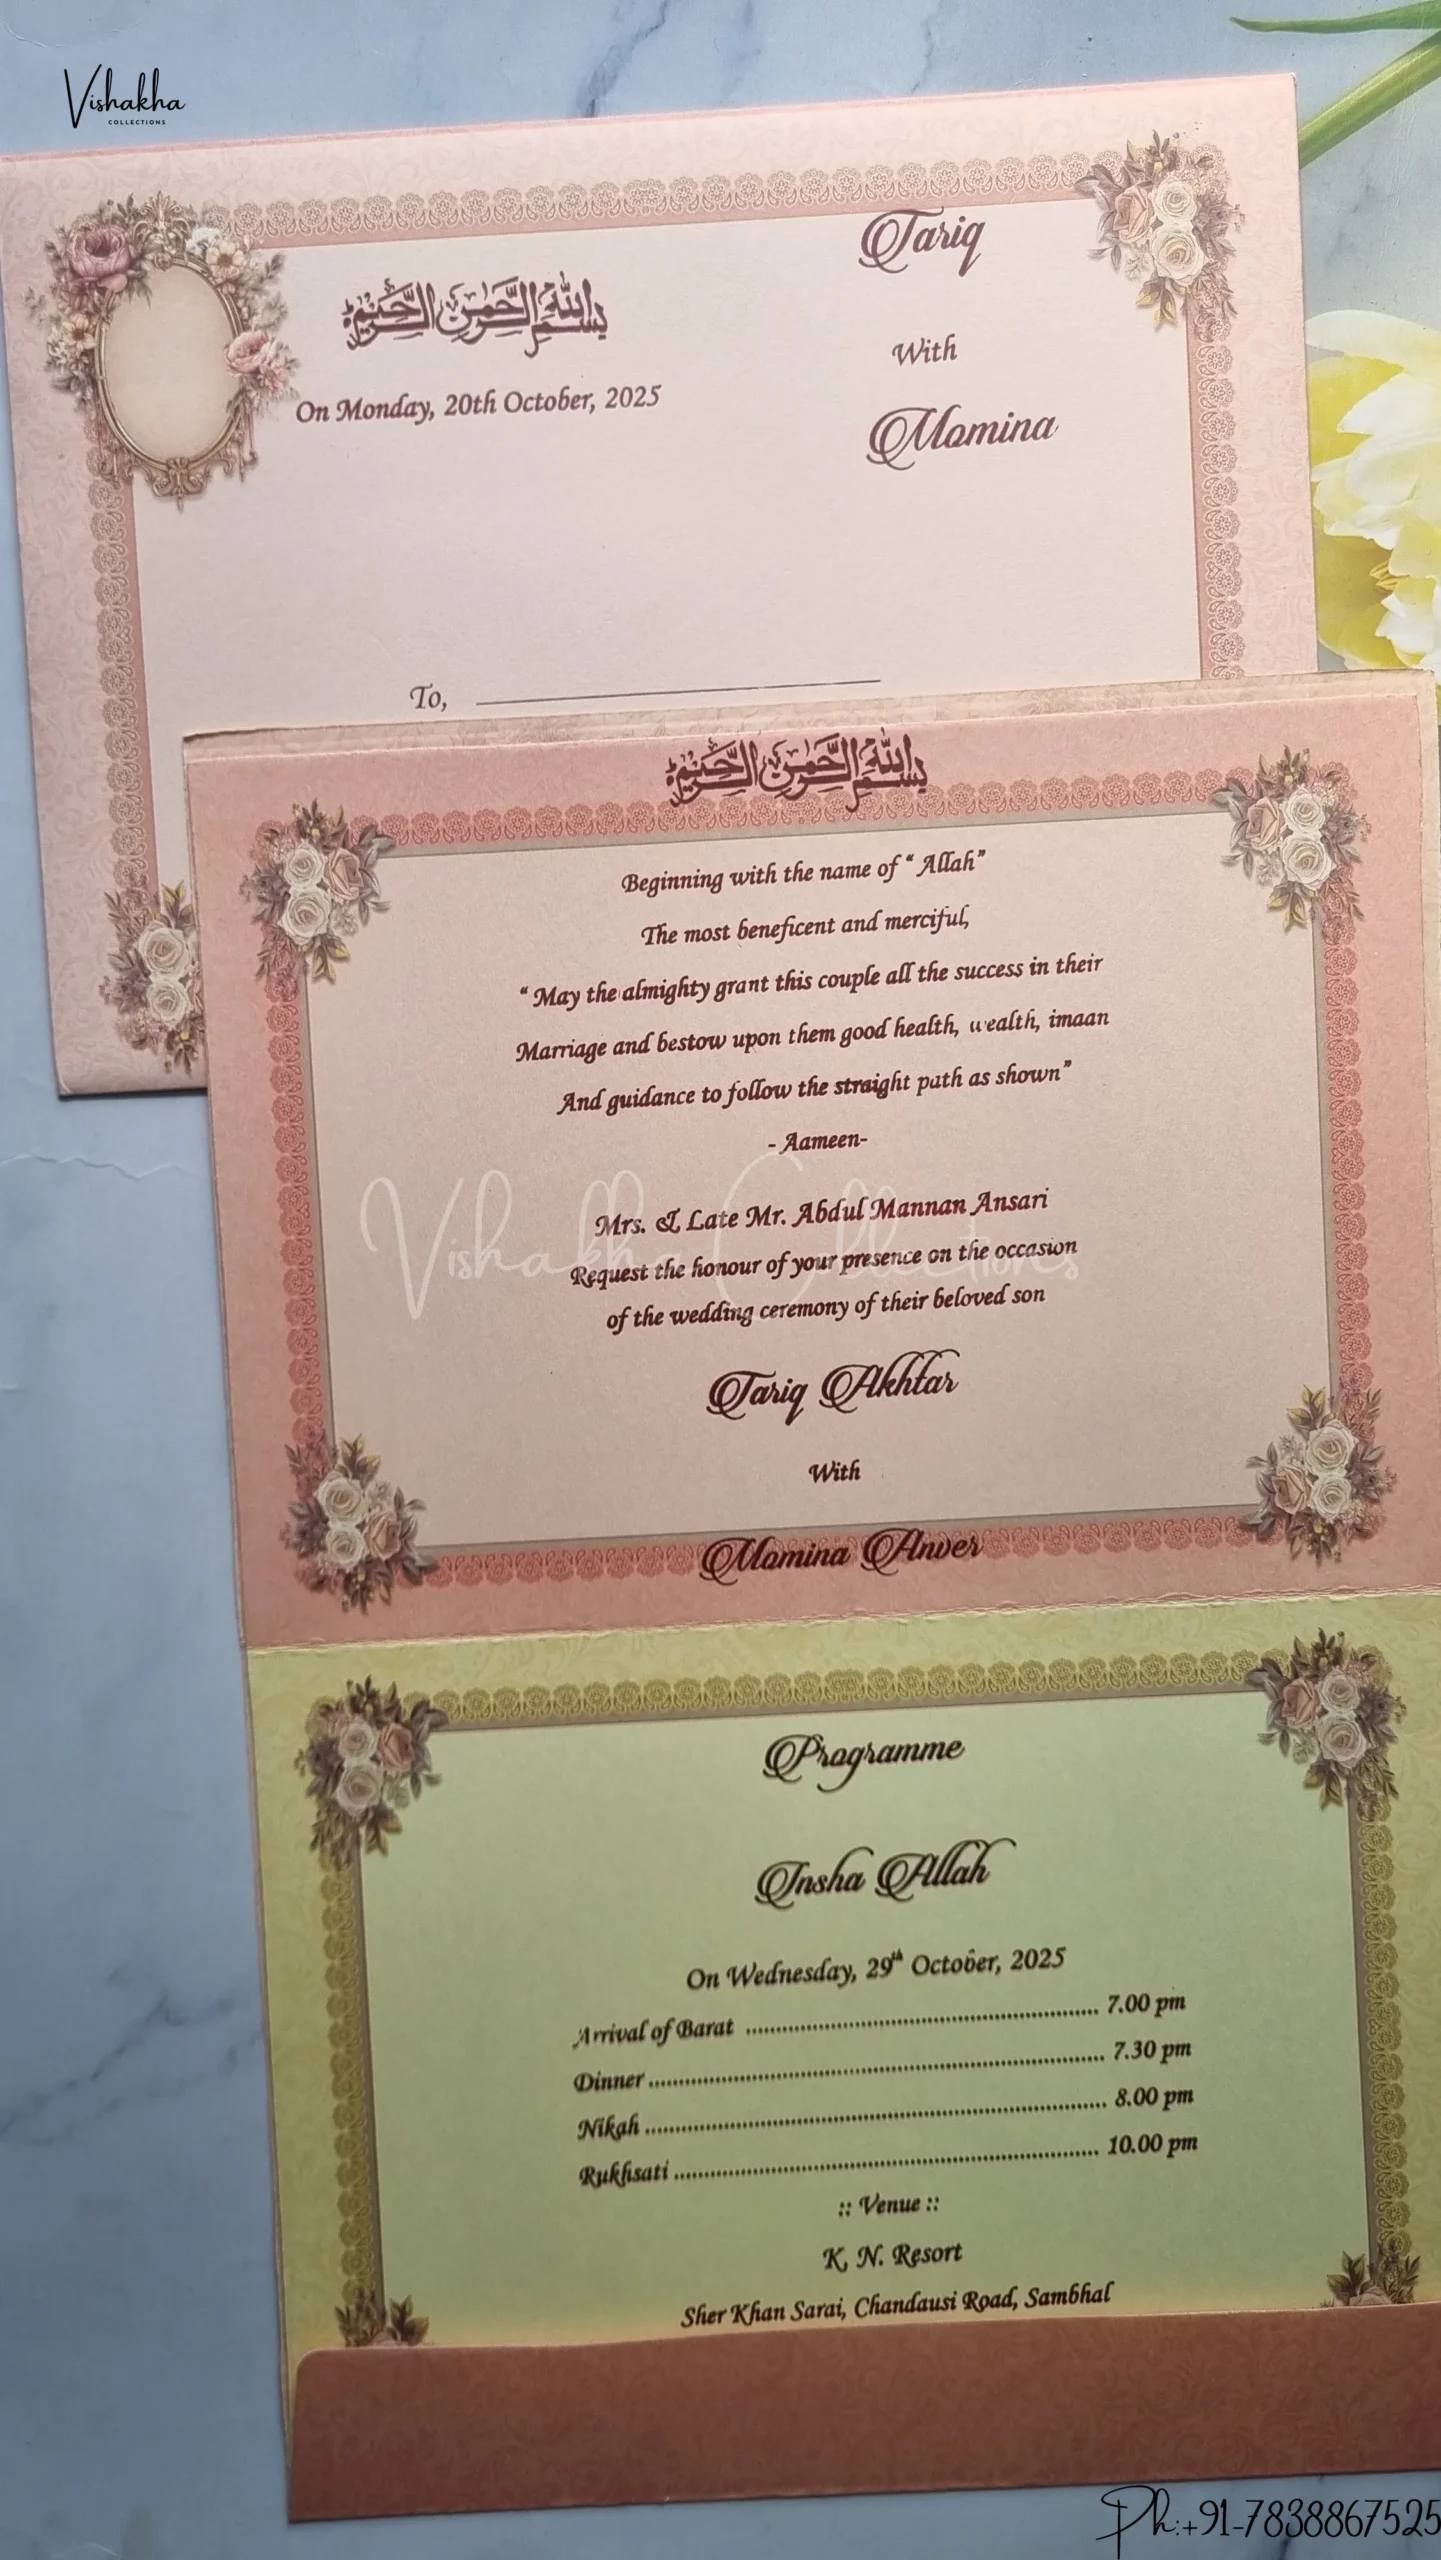 Vishakha
COLLECTIONS
بسم الله الرحمن الرحيم
On Monday, 20th October, 2025
Tariq
With
Momina
To,
بسم الله الرحمن الرحيم
Beginning with the name of “ Allah”
The most beneficent and merciful,
“ May the almighty grant this couple all the success in their
Marriage and bestow upon them good health, wealth, imaan
And guidance to follow the straight path as shown”
- Aameen-
Mrs. & Late Mr. Abdul Mannan Ansari
Vishakha Collections
Request the honour of your presence on the occasion
of the wedding ceremony of their beloved son
Tariq Akhtar
With
Momina Anver
Programme
Insha Allah
On Wednesday, 29th October, 2025
Arrival of Barat ........................................ 7.00 pm
Dinner ........................................ 7.30 pm
Nikah ........................................ 8.00 pm
Rukhsati ........................................ 10.00 pm
:: Venue ::
K. N. Resort
Sher Khan Sarai, Chandausi Road, Sambhal
Ph:+91-7838867525